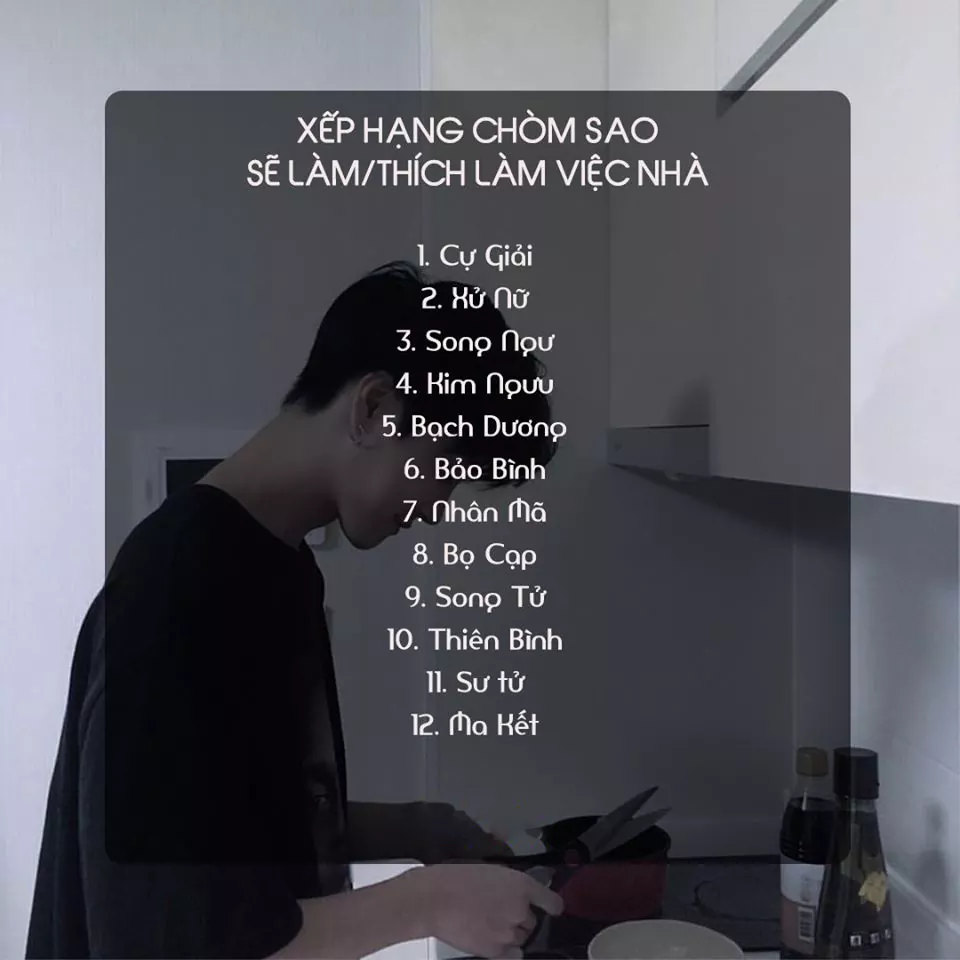 XẾP HẠNG CHÒM SAO
SẼ LÀM/THÍCH LÀM VIỆC NHÀ
1. Cự Giải
2. Xử Nữ
3. Song Ngư
4. Kim Ngưu
5. Bạch Dương
6. Bảo Bình
7. Nhân Mã
8. Bọ Cạp
9. Song Tử
10. Thiên Bình
11. Sư tử
12. Ma Kết